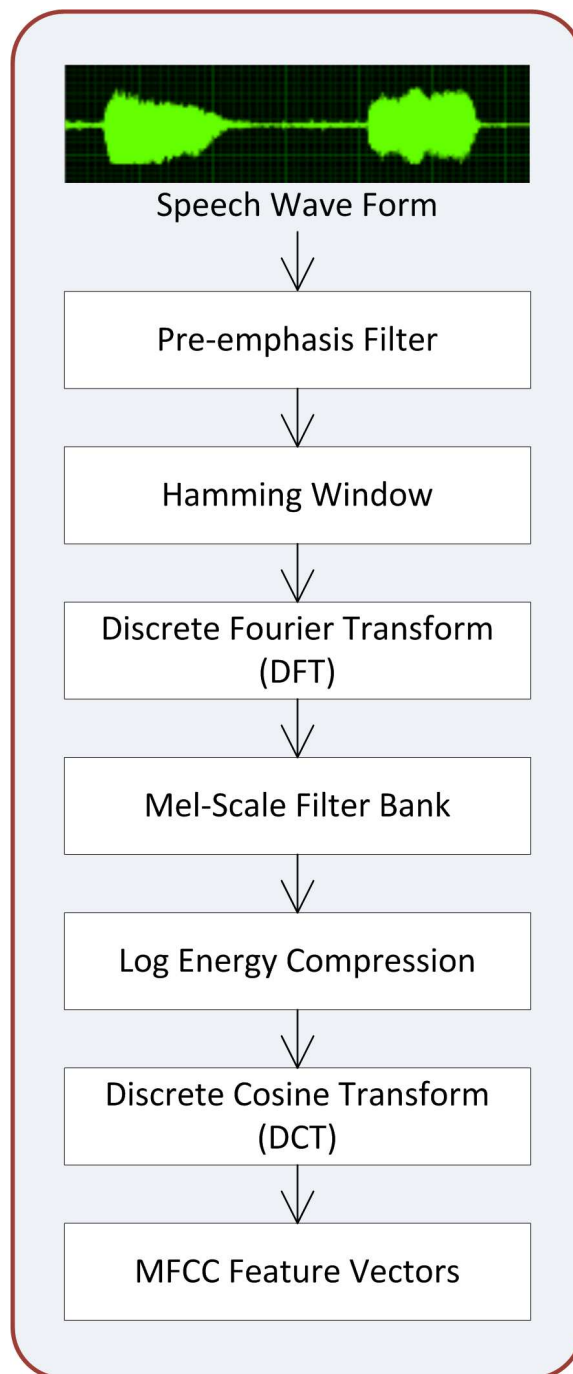 Speech Wave Form
Pre-emphasis Filter
Hamming Window
Discrete Fourier Transform
(DFT)
Mel-Scale Filter Bank
Log Energy Compression
Discrete Cosine Transform
(DCT)
MFCC Feature Vectors